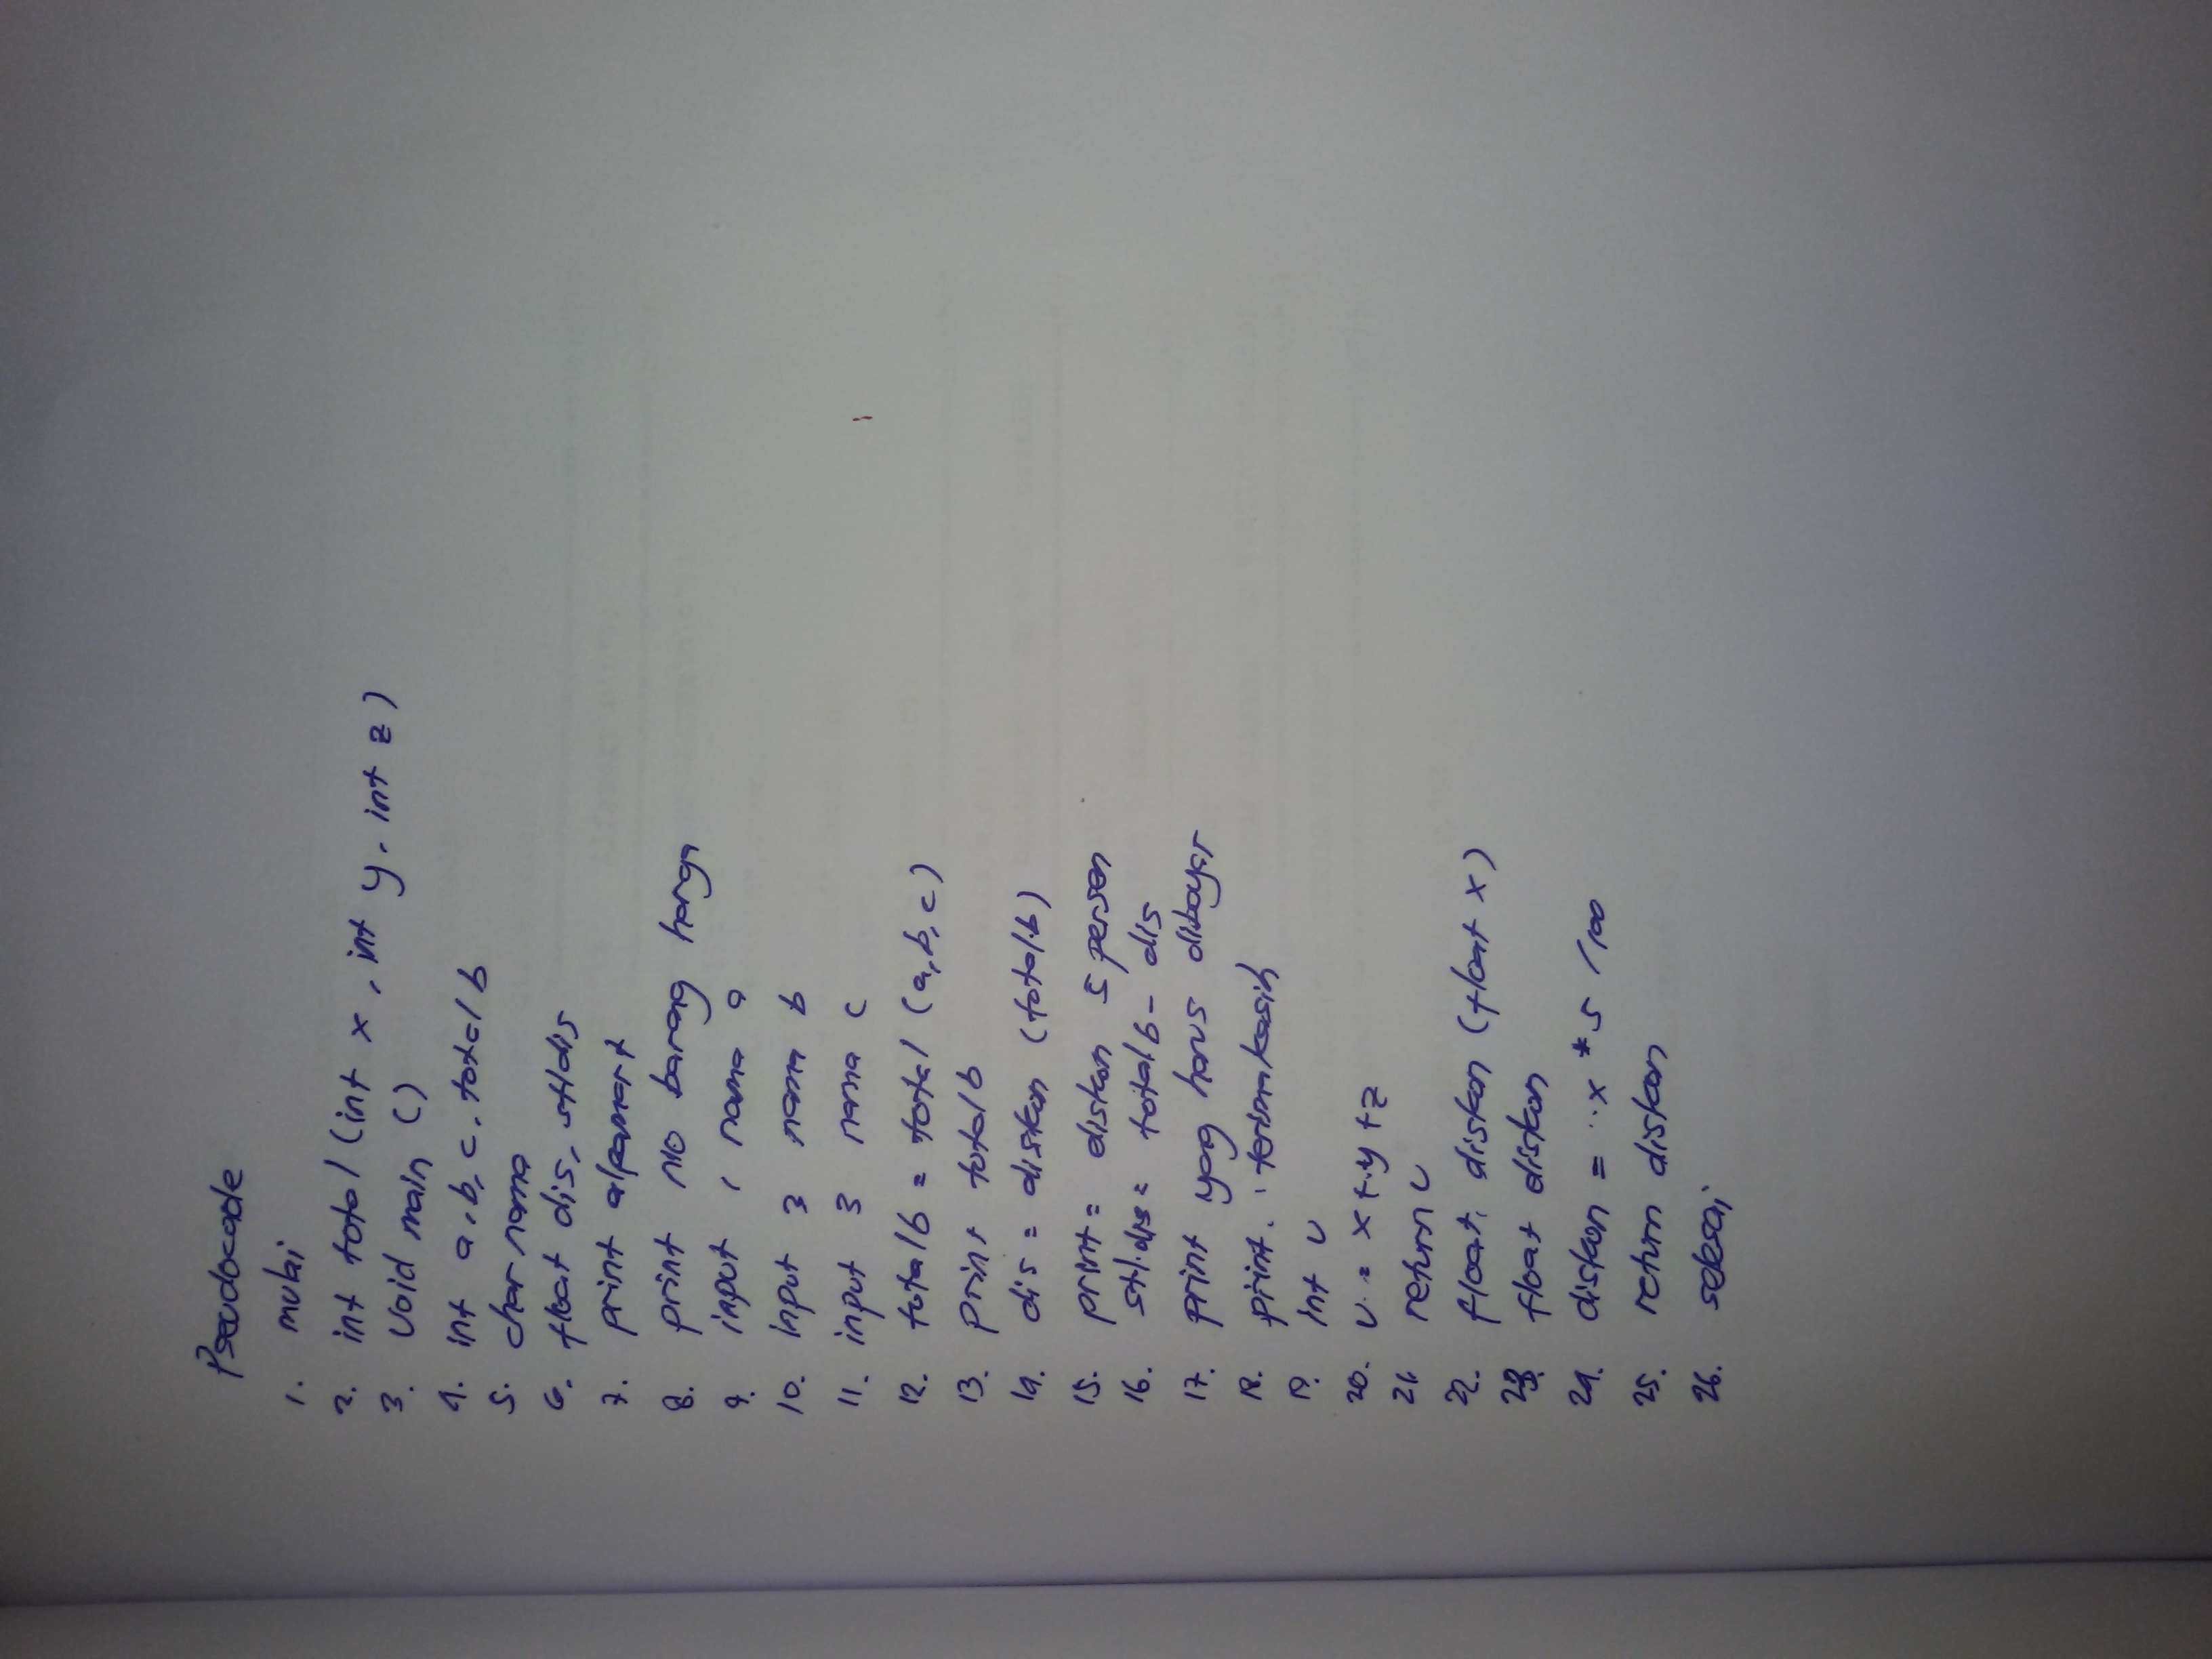 Pseudocode
1. mulai
2. int total (int x, int y, int z)
3. Void main ()
4. int a, b, c, total b
5. char nama
6. float dis, stldis
7. print alpamart
8. print no barang harga
9. input 1 nama a
10. input 3 nama b
11. input 3 nama c
12. totalb = total (a, b, c)
13. print totalb
14. dis = diskon (total.b)
15. print = diskon 5 persen
16. stl.dis = total b - dis
17. print yang harus dibayar
18. print. terimakasih
19. int u
20. u = x + y + z
21 return u
22. float. diskon (float x)
23. float diskon
24. diskon = ..x * 5 / 100
25. return diskon
26. selesai